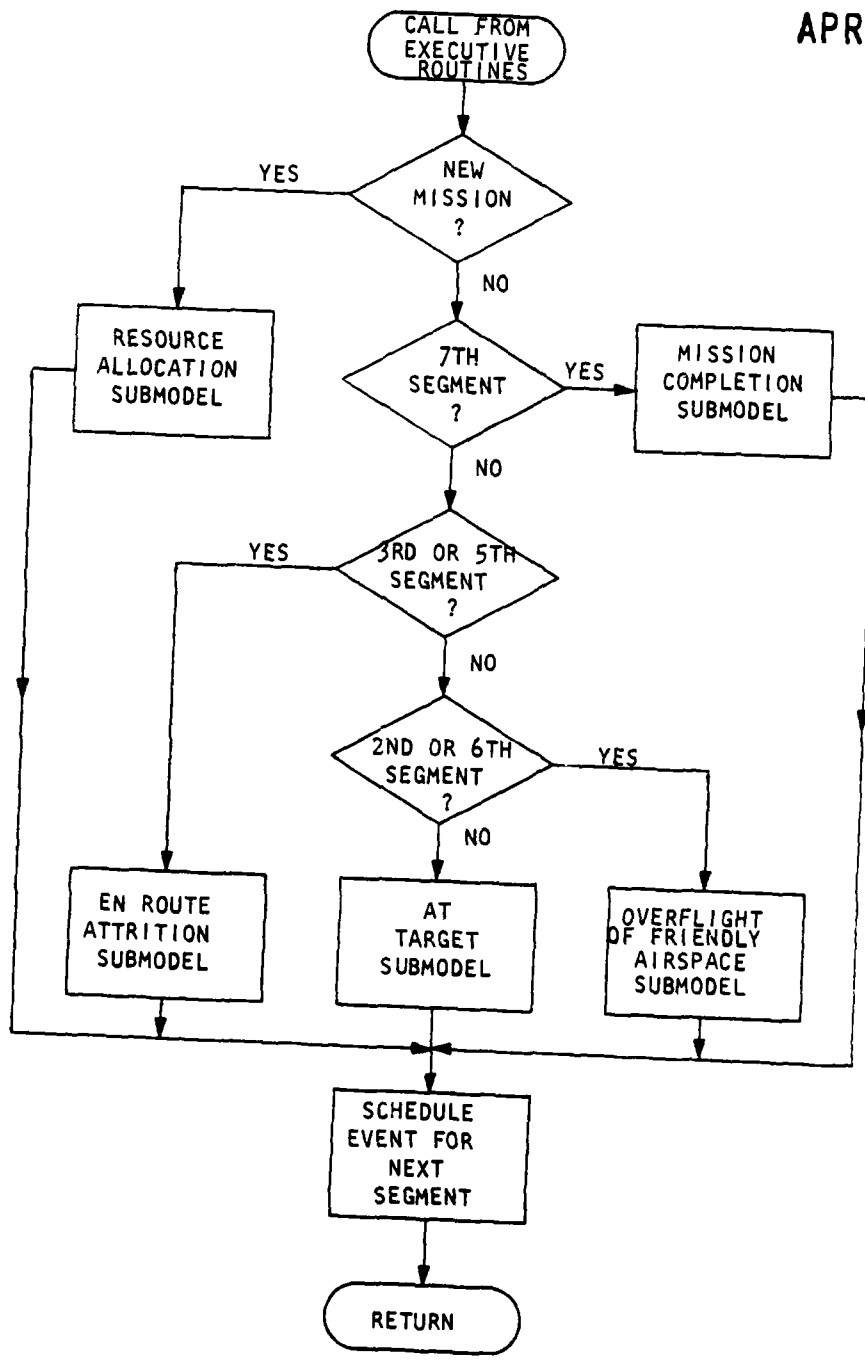 APR
CALL FROM
EXECUTIVE
ROUTINES
YES
NEW
MISSION
?
NO
RESOURCE
ALLOCATION
SUBMODEL
7TH
SEGMENT
?
YES
MISSION
COMPLETION
SUBMODEL
NO
YES
3RD OR 5TH
SEGMENT
?
NO
2ND OR 6TH
SEGMENT
?
YES
NO
EN ROUTE
ATTRITION
SUBMODEL
AT
TARGET
SUBMODEL
OVERFLIGHT
OF FRIENDLY
AIRSPACE
SUBMODEL
SCHEDULE
EVENT FOR
NEXT
SEGMENT
RETURN